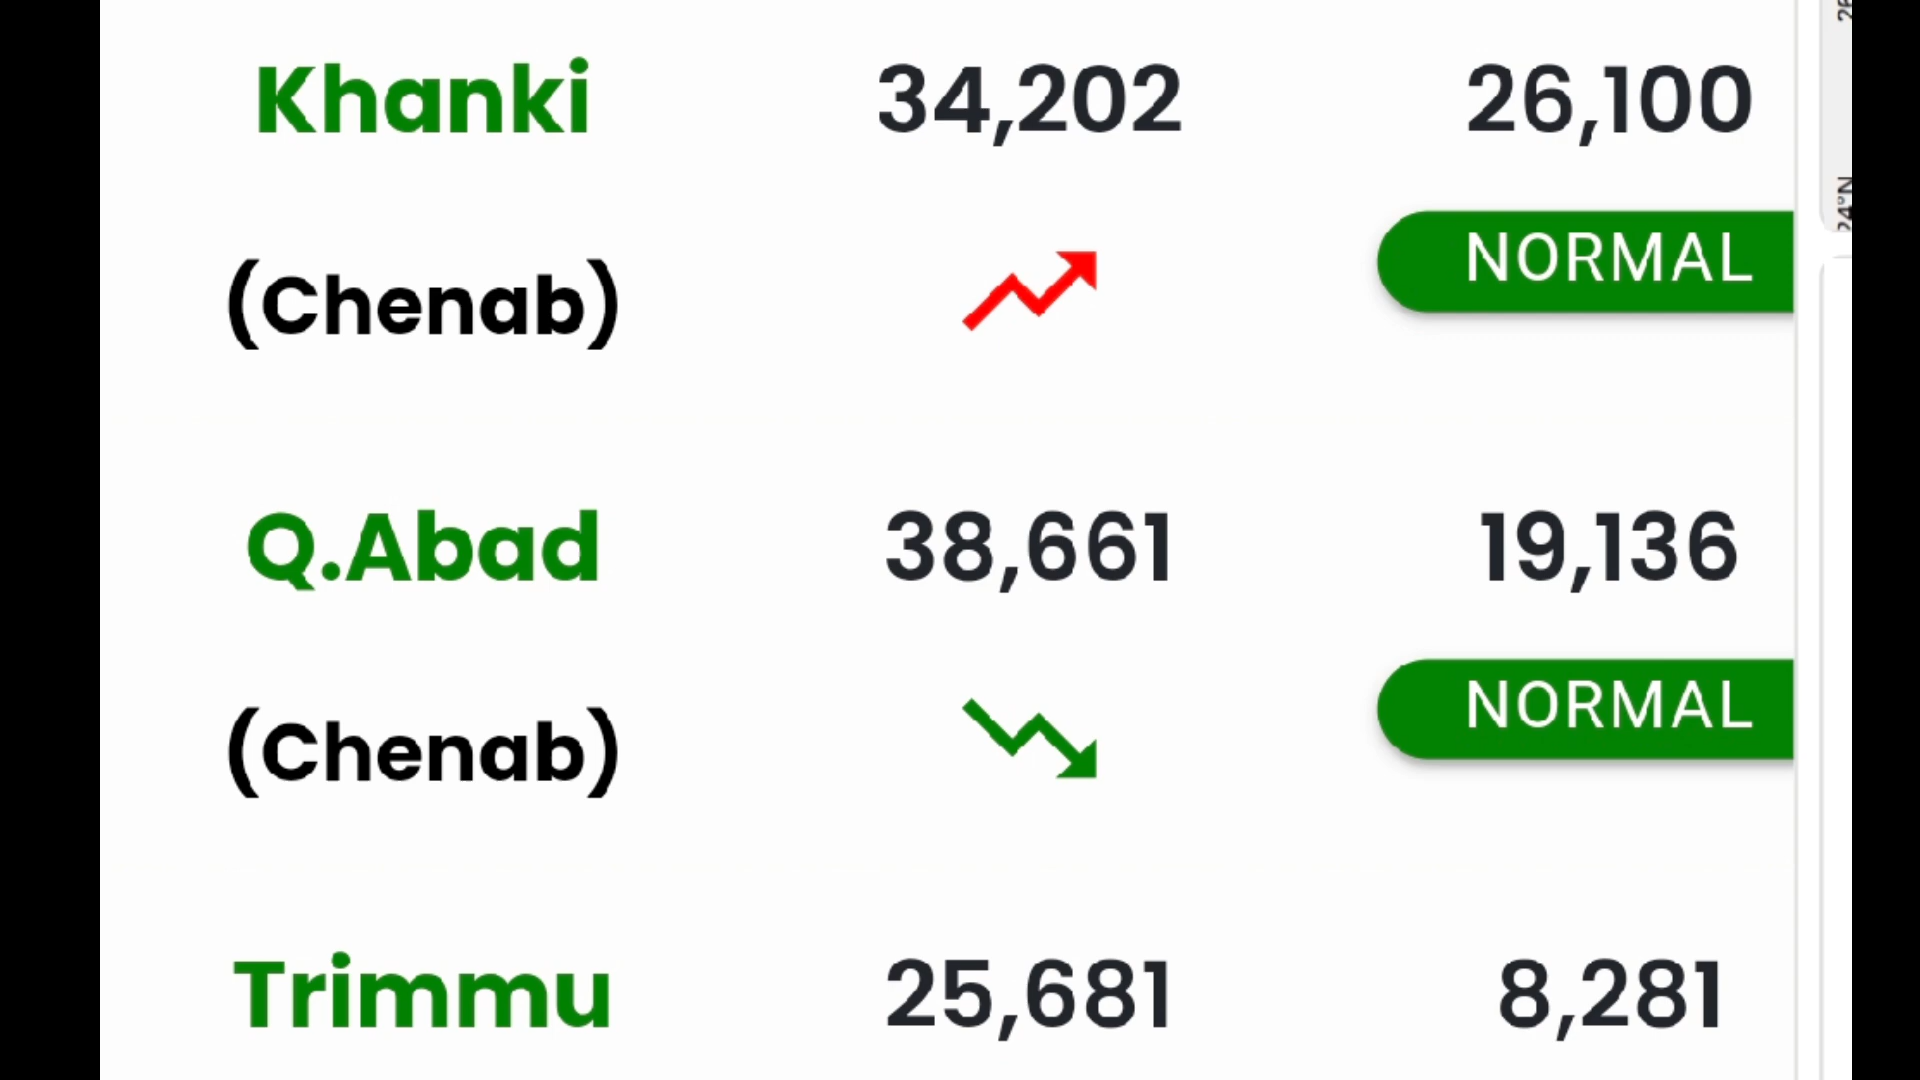 Khanki 34,202 26,100
(Chenab) NORMAL
Q.Abad 38,661 19,136
(Chenab) NORMAL
Trimmu 25,681 8,281
24°N